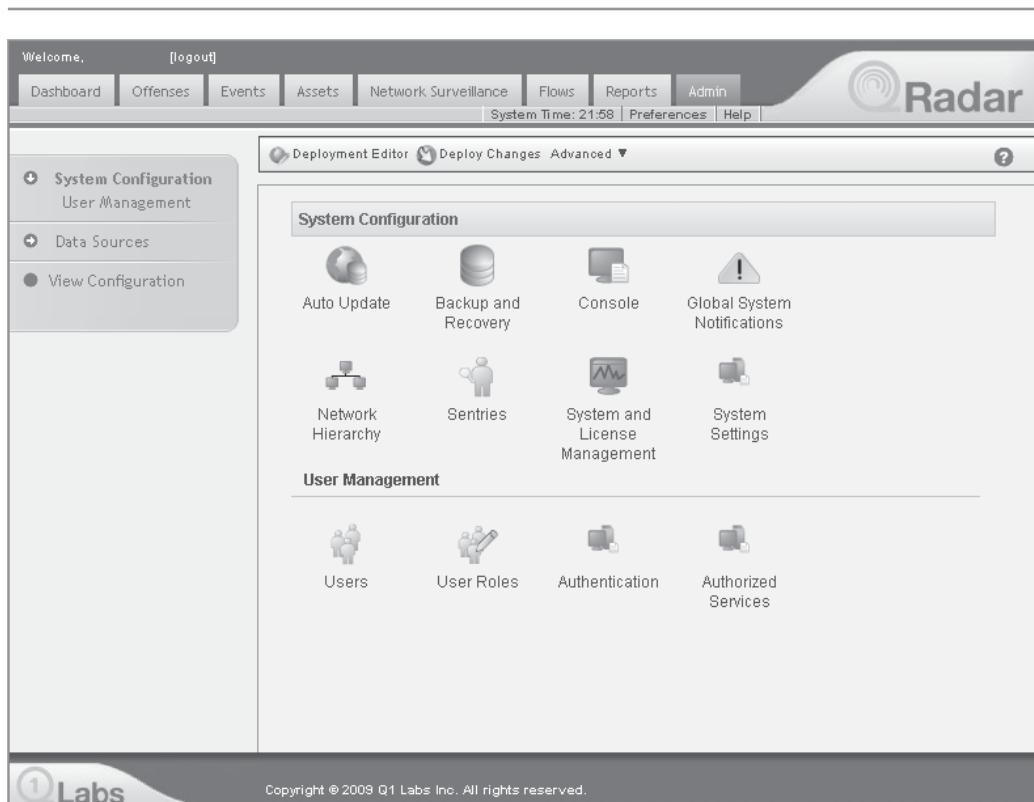 Welcome, [logout]
Dashboard Offenses Events Assets Network Surveillance Flows Reports Admin
Radar
System Time: 21:58 Preferences Help
Deployment Editor Deploy Changes Advanced ▼
?
System Configuration
User Management
Data Sources
View Configuration
System Configuration
Auto Update
Backup and
Recovery
Console
Global System
Notifications
Network
Hierarchy
Sentries
System and
License
Management
System
Settings
User Management
Users
User Roles
Authentication
Authorized
Services
1 Labs
Copyright © 2009 Q1 Labs Inc. All rights reserved.